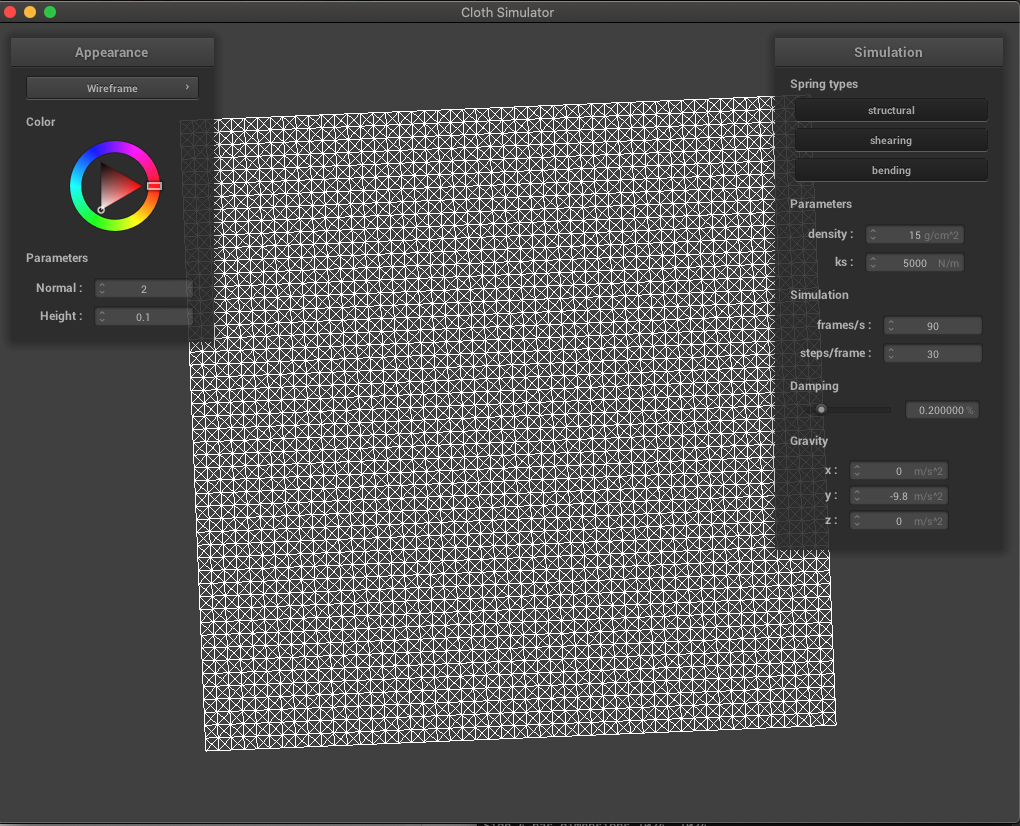 Cloth Simulator
Appearance
Wireframe
Color
Parameters
Normal : 2
Height : 0.1
Simulation
Spring types
structural
shearing
bending
Parameters
density : 15 g/cm^2
ks : 5000 N/m
Simulation
frames/s : 90
steps/frame : 30
Damping
0.200000 %
Gravity
x : 0 m/s^2
y : -9.8 m/s^2
z : 0 m/s^2